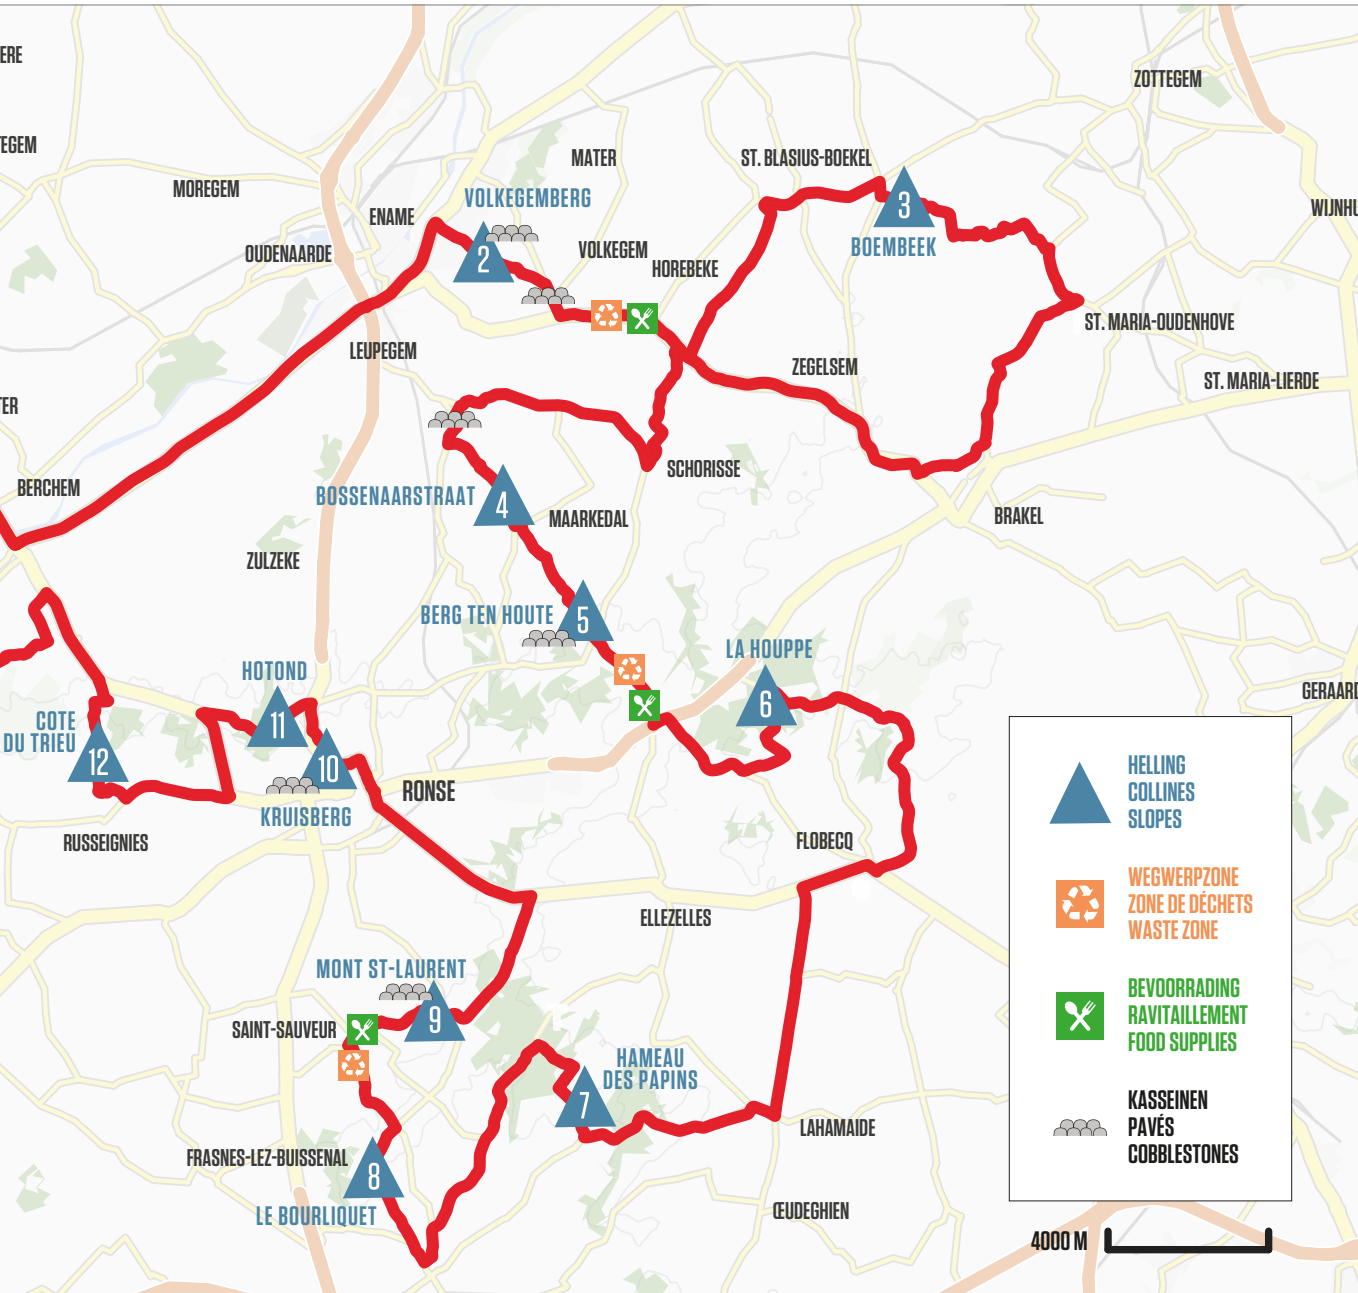 ERE
ZOTTEGEM
TEGEM
MATER
ST. BLASIUS-BOEKEL
MOREGEM
VOLKEGEMBERG
3
WIJNHU
ENAME
OUDENAARDE
2
VOLKEGEM
BOEMBEEK
HOREBEKE
ST. MARIA-OUDENHOVE
LEUPEGEM
ZEGELSEM
ST. MARIA-LIERDE
TER
BERCHEM
BOSSENAARSTRAAT
4
SCHORISSE
MAARKEDAL
BRAKEL
ZULZEKE
BERG TEN HOUTE
5
LA HOUPPE
6
HOTOND
11
GERAARD
COTE
DU TRIEU
12
10
RONSE
KRUISBERG
RUSSEIGNIES
FLOBECQ
ELLEZELLES
MONT ST-LAURENT
9
SAINT-SAUVEUR
HAMEAU
DES PAPINS
7
LAHAMAIDE
FRASNES-LEZ-BUISSENAL
8
LE BOURLIQUET
ŒUDEGHIEN
HELLING
COLLINES
SLOPES
WEGWERPZONE
ZONE DE DÉCHETS
WASTE ZONE
BEVOORRADING
RAVITAILLEMENT
FOOD SUPPLIES
KASSEINEN
PAVÉS
COBBLESTONES
4000 M